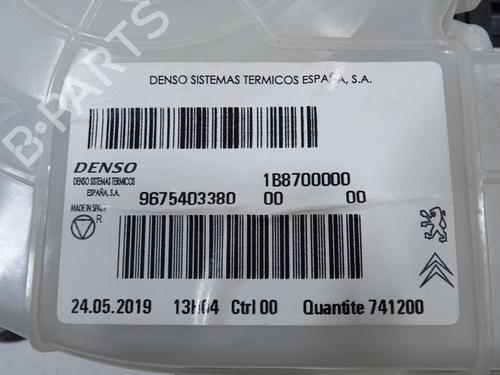 DENSO SISTEMAS TERMICOS ESPAÑA, S.A.
DENSO
DENSO SISTEMAS TERMICOS
ESPAÑA, S.A.
MADE IN SPAIN
R
1B8700000
9675403380 00 00
24.05.2019 13H04 Ctrl 00 Quantite 741200
B-PARTS